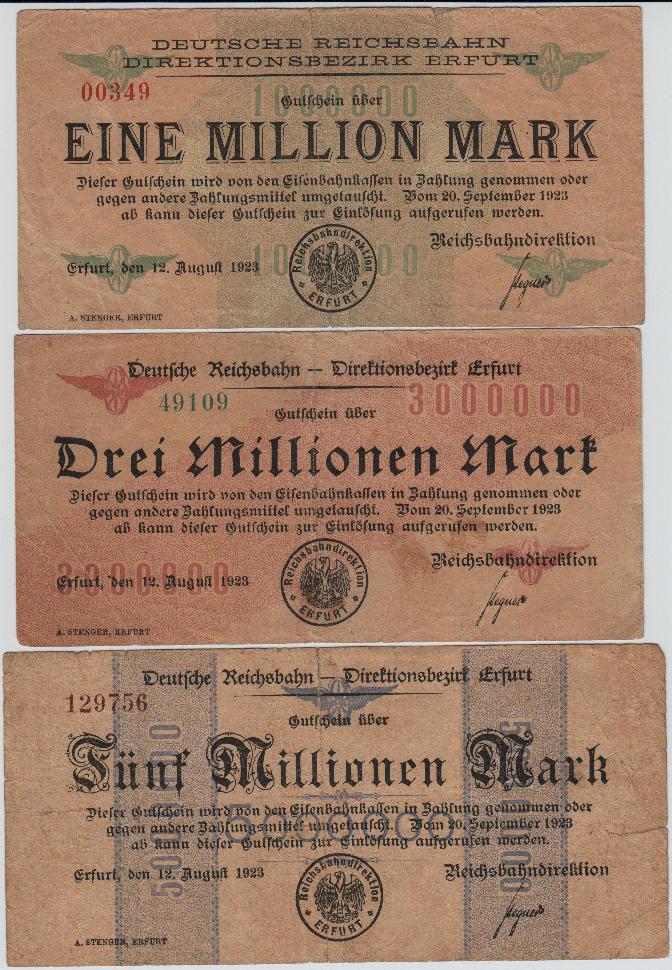 DEUTSCHE REICHSBAHN
DIREKTIONSBEZIRK ERFURT
00349
1000000
Gutschein über
EINE MILLION MARK
Dieser Gutschein wird von den Eisenbahnkassen in Zahlung genommen oder
gegen andere Zahlungsmittel umgetauscht. Vom 20. September 1923
ab kann dieser Gutschein zur Einlösung aufgerufen werden.
Reichsbahndirektion
Erfurt, den 12. August 1923
1000000
Reichsbahndirektion
* ERFURT *
Stegner
A. STENGER, ERFURT
Deutsche Reichsbahn — Direktionsbezirk Erfurt
49109
3000000
Gutschein über
Drei Millionen Mark
Dieser Gutschein wird von den Eisenbahnkassen in Zahlung genommen oder
gegen andere Zahlungsmittel umgetauscht. Vom 20. September 1923
ab kann dieser Gutschein zur Einlösung aufgerufen werden.
Reichsbahndirektion
Erfurt, den 12. August 1923
3000000
Reichsbahndirektion
* ERFURT *
Stegner
A. STENGER, ERFURT
Deutsche Reichsbahn — Direktionsbezirk Erfurt
129756
Gutschein über
Fünf Millionen Mark
5000000
5000000
5000000
Dieser Gutschein wird von den Eisenbahnkassen in Zahlung genommen oder
gegen andere Zahlungsmittel umgetauscht. Vom 20. September 1923
ab kann dieser Gutschein zur Einlösung aufgerufen werden.
Erfurt, den 12. August 1923
Reichsbahndirektion
Reichsbahndirektion
* ERFURT *
Stegner
A. STENGER, ERFURT